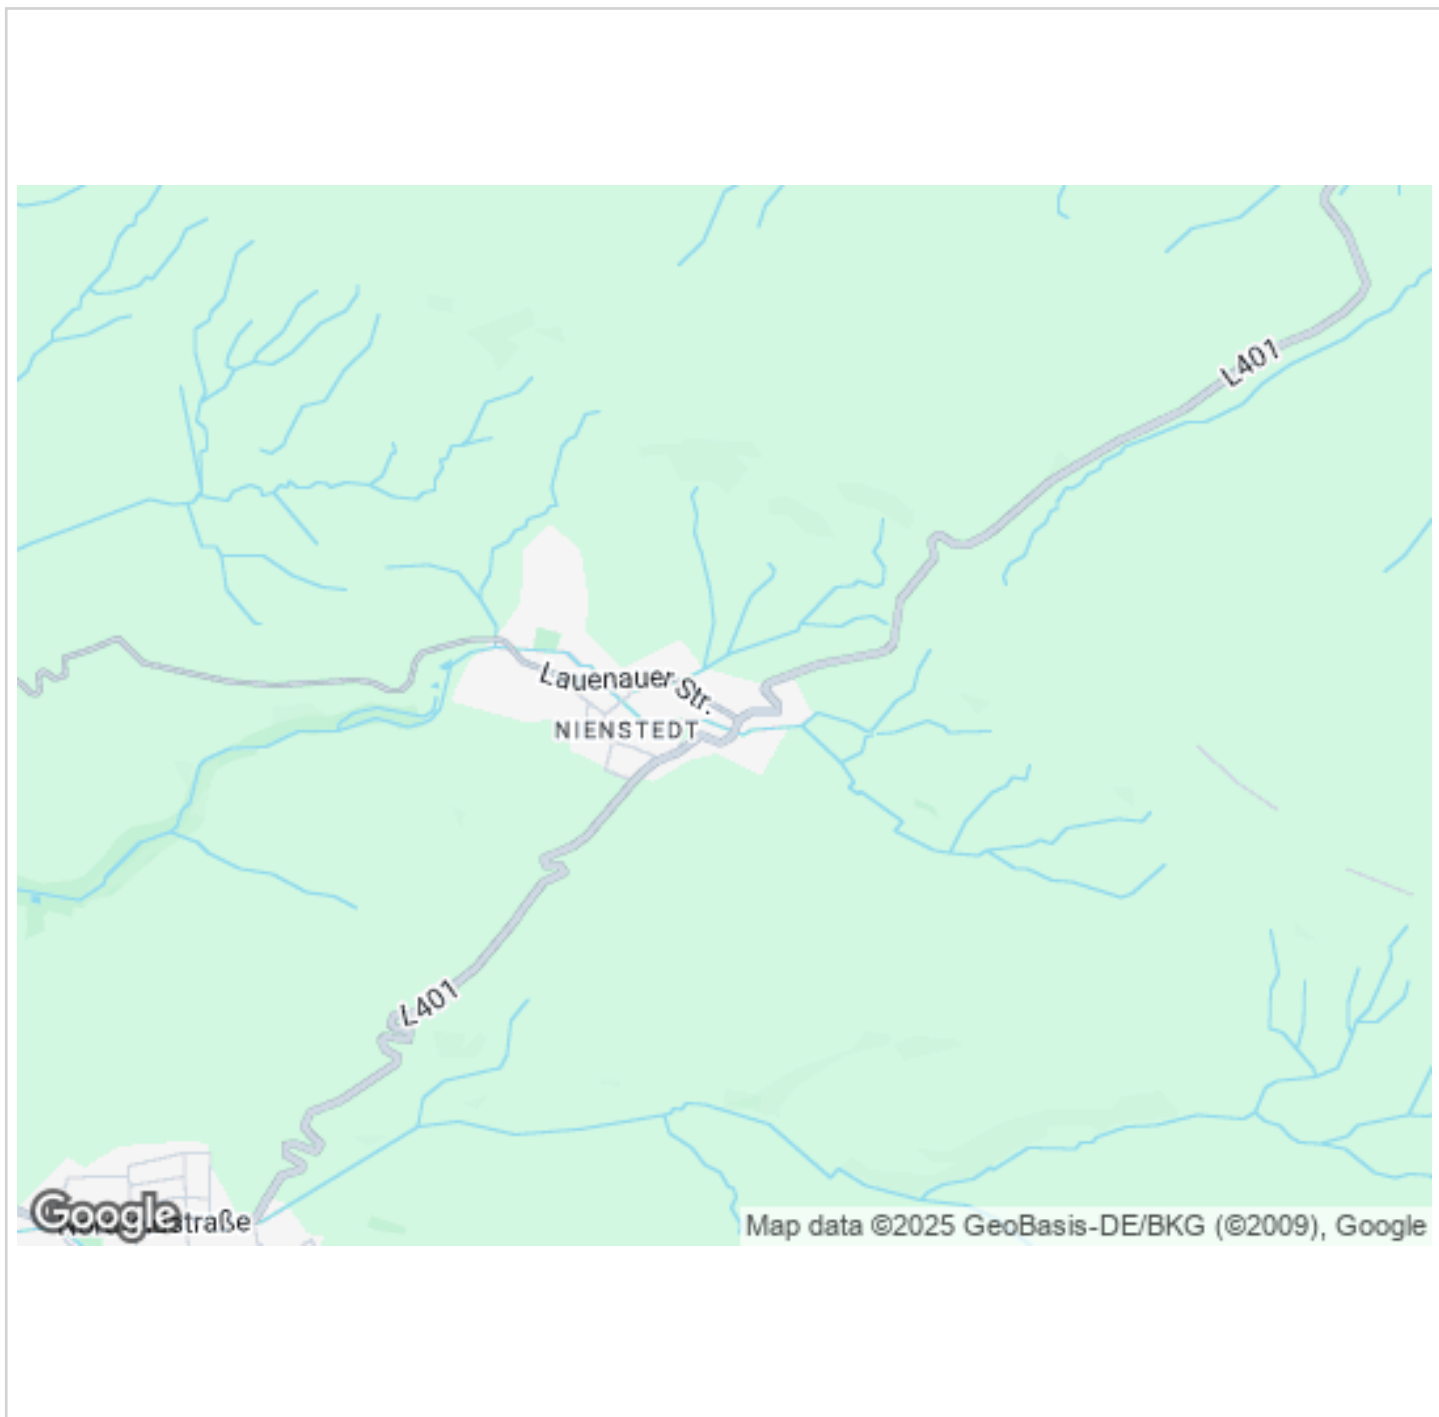 L401
Lauenauer Str.
NIENSTEDT
L401
Google
Map data ©2025 GeoBasis-DE/BKG (©2009), Google